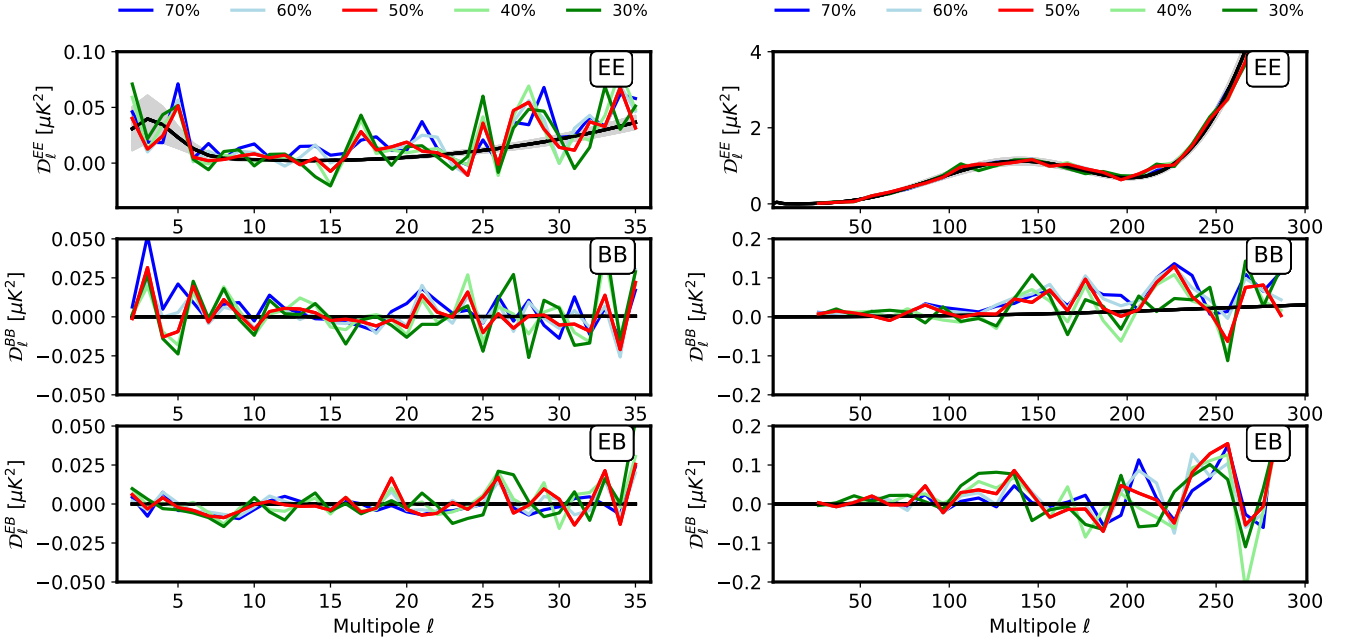 70% 60% 50% 40% 30%
70% 60% 50% 40% 30%
EE
0.10
0.05
0.00
𝒟ℓ^EE [μK²]
5 10 15 20 25 30 35
EE
4
2
0
𝒟ℓ^EE [μK²]
50 100 150 200 250 300
BB
0.050
0.025
0.000
−0.025
−0.050
𝒟ℓ^BB [μK²]
5 10 15 20 25 30 35
BB
0.2
0.1
0.0
−0.1
−0.2
𝒟ℓ^BB [μK²]
50 100 150 200 250 300
EB
0.050
0.025
0.000
−0.025
−0.050
𝒟ℓ^EB [μK²]
5 10 15 20 25 30 35
Multipole ℓ
EB
0.2
0.1
0.0
−0.1
−0.2
𝒟ℓ^EB [μK²]
50 100 150 200 250 300
Multipole ℓ